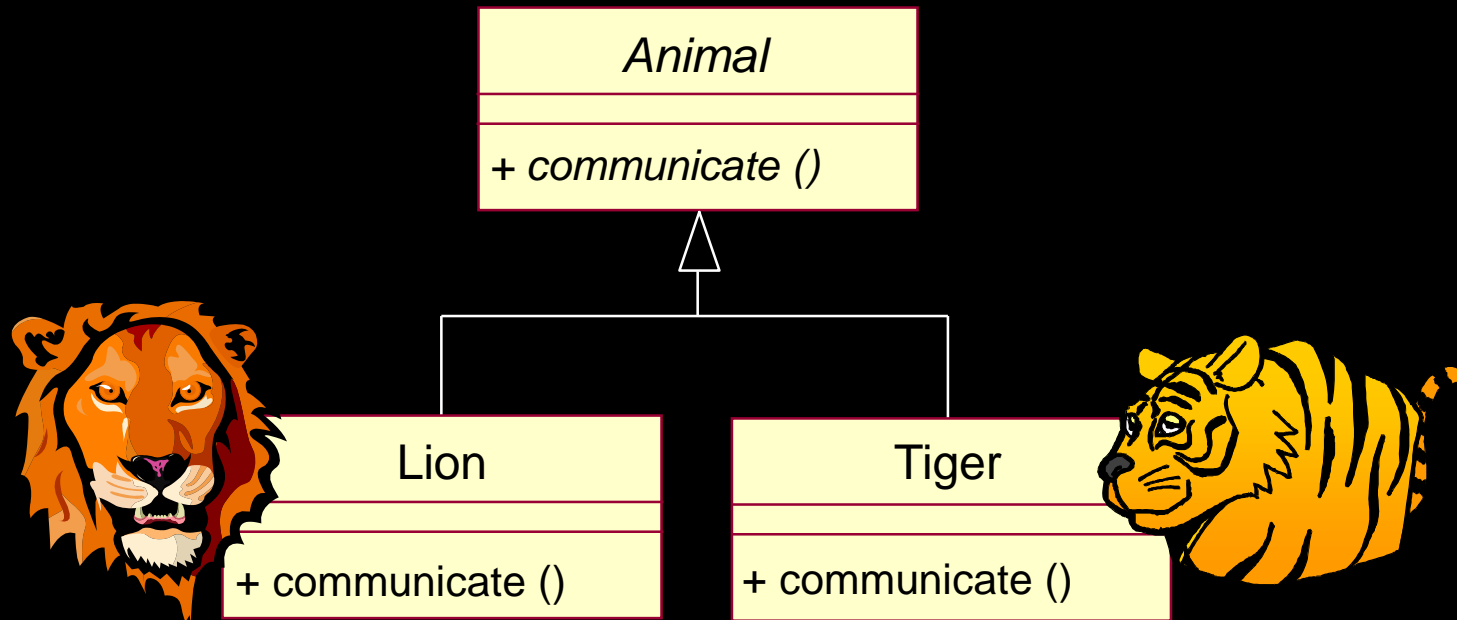 Animal
+ communicate ()
Lion
+ communicate ()
Tiger
+ communicate ()